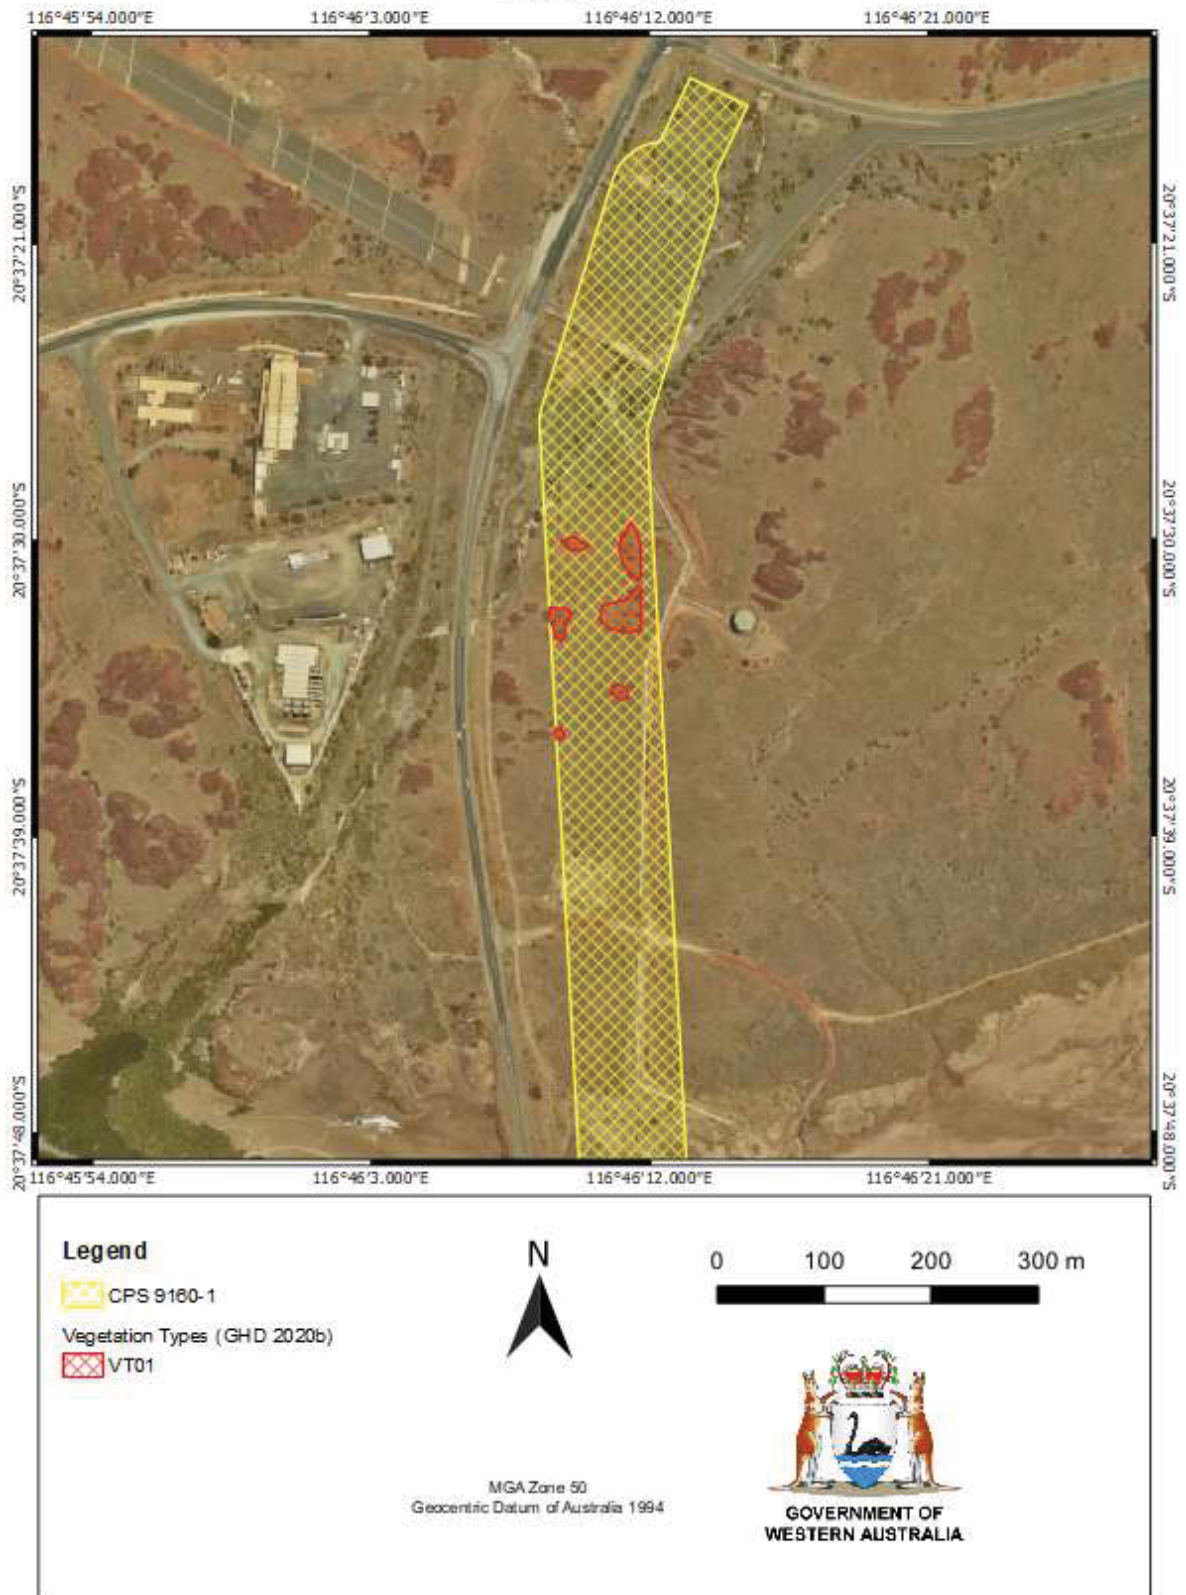 116°45'54.000"E 116°46'3.000"E 116°46'12.000"E 116°46'21.000"E
20°37'21.000"S
20°37'30.000"S
20°37'39.000"S
20°37'48.000"S
20°37'21.000"S
20°37'30.000"S
20°37'39.000"S
20°37'48.000"S
116°45'54.000"E 116°46'3.000"E 116°46'12.000"E 116°46'21.000"E
Legend
CPS 9160-1
Vegetation Types (GHD 2020b)
VT01
N
0 100 200 300 m
MGA Zone 50
Geocentric Datum of Australia 1994
GOVERNMENT OF
WESTERN AUSTRALIA